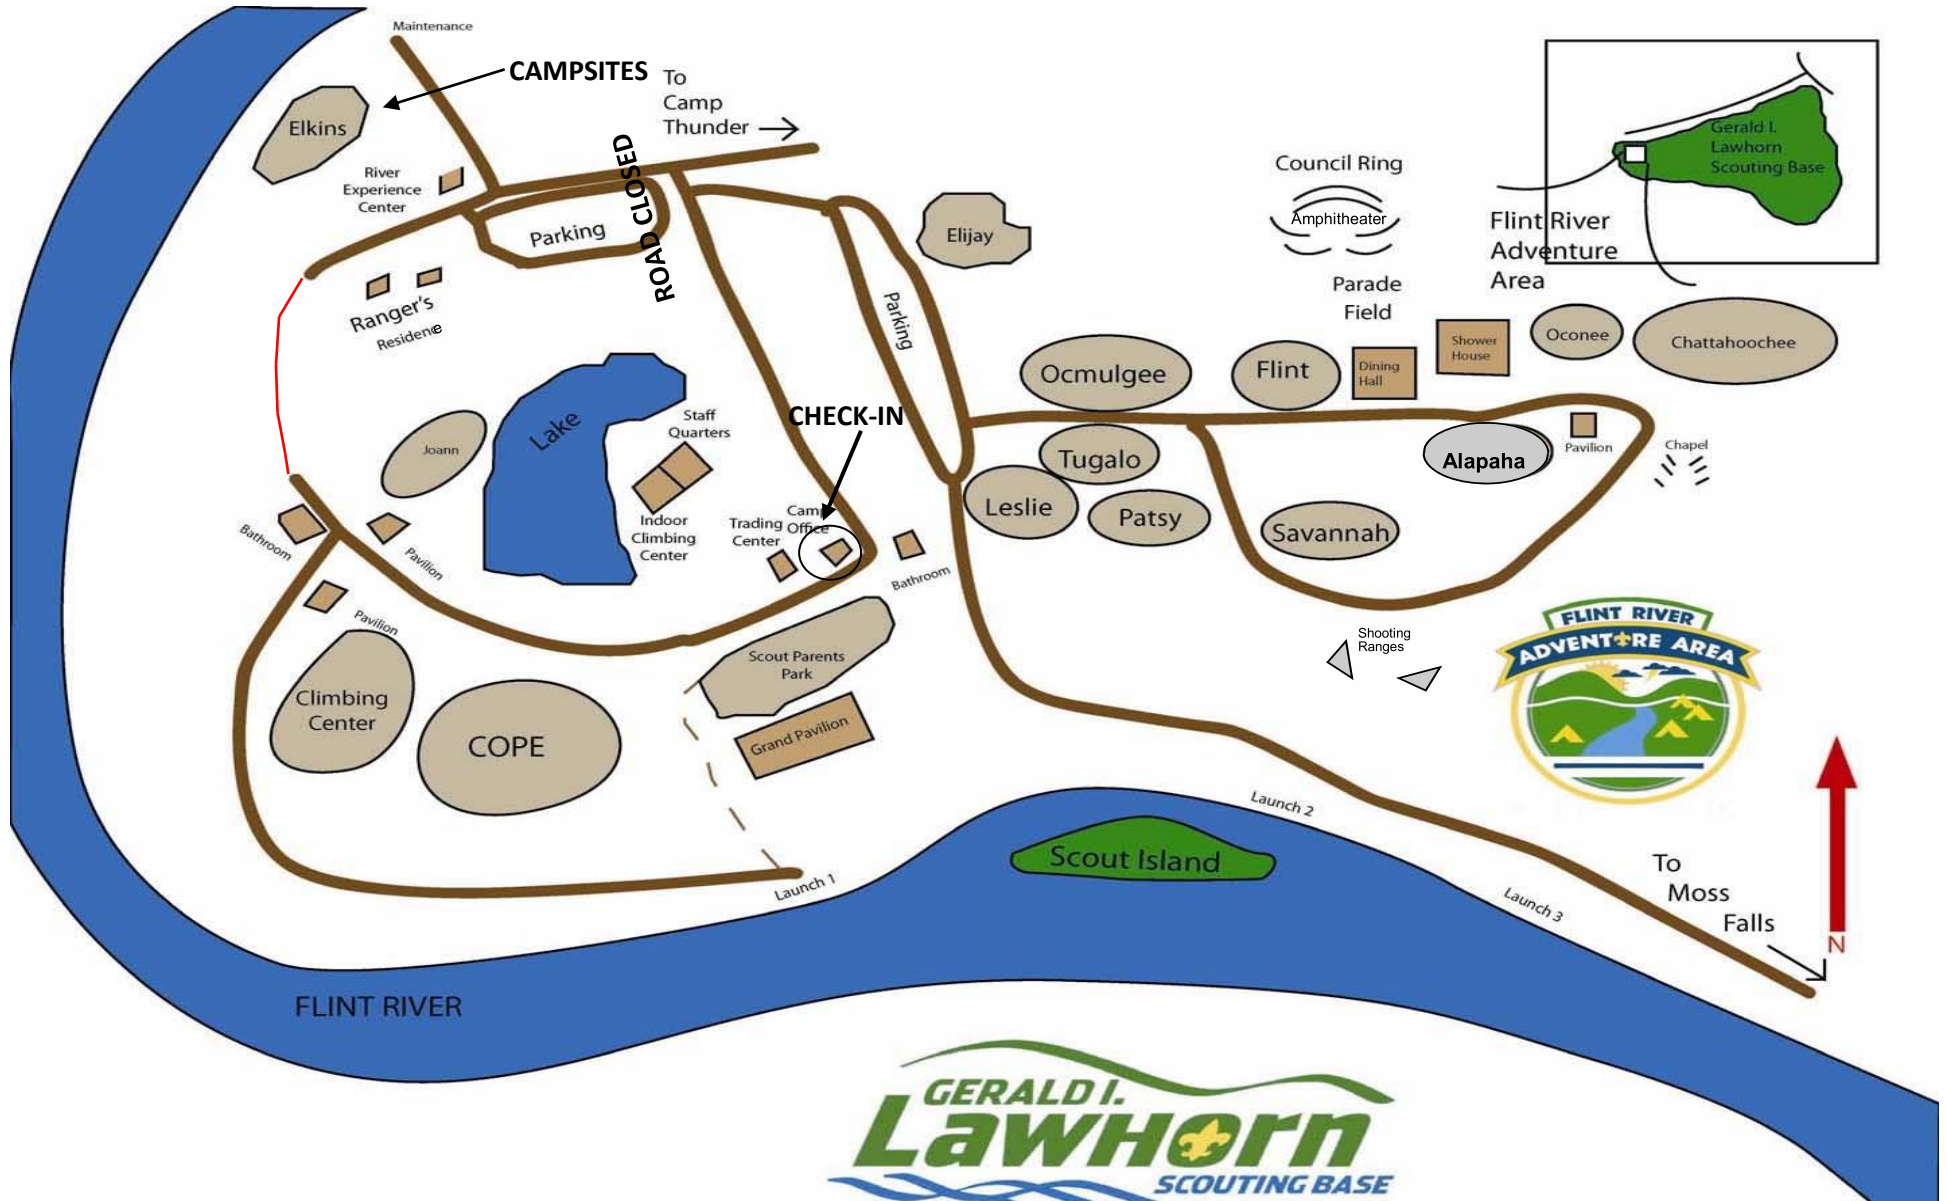 Maintenance
CAMPSITES
To
Camp
Thunder
Elkins
River
Experience
Center
ROAD CLOSED
Parking
Ranger's
Residence
Elijay
Parking
Council Ring
Amphitheater
Parade
Field
Flint River
Adventure
Area
Gerald I.
Lawhorn
Scouting Base
Ocmulgee
Flint
Dining
Hall
Shower
House
Oconee
Chattahoochee
Lake
Joann
Staff
Quarters
CHECK-IN
Indoor
Climbing
Center
Trading
Center
Camp
Office
Bathroom
Tugalo
Leslie
Patsy
Savannah
Alapaha
Pavilion
Chapel
Bathroom
Pavilion
Pavilion
Climbing
Center
COPE
Scout Parents
Park
Grand Pavilion
Shooting
Ranges
FLINT RIVER
ADVENTURE AREA
Launch 1
Launch 2
Launch 3
Scout Island
To
Moss
Falls
N
FLINT RIVER
GERALD I.
LAWHORN
SCOUTING BASE